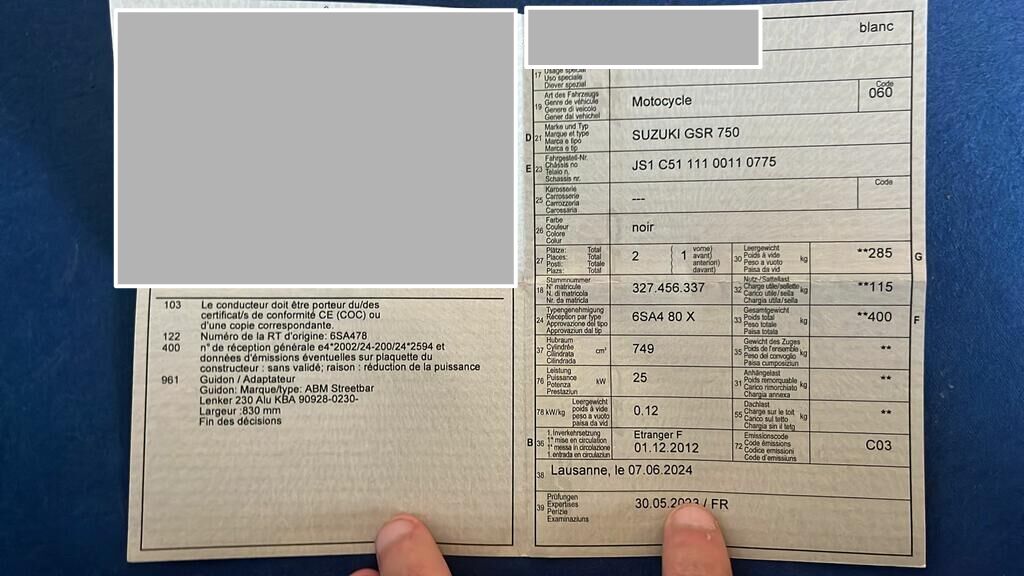 103 Le conducteur doit être porteur du/des
certificat/s de conformité CE (COC) ou
d'une copie correspondante.
122 Numéro de la RT d'origine: 6SA478
400 n° de réception générale e4*2002/24-200/24*2594 et
données d'émissions éventuelles sur plaquette du
constructeur : sans validé; raison : réduction de la puissance
961 Guidon / Adaptateur
Guidon: Marque/type: ABM Streetbar
Lenker 230 Alu KBA 90928-0230-
Largeur :830 mm
Fin des décisions
blanc
17 Usage spécial
Uso speciale
Diever spezial
19 Art des Fahrzeugs
Genre de véhicule
Genere di veicolo
Gener dal vehichel
Motocycle
Code
060
D 21 Marke und Typ
Marque et type
Marca e tipo
Marca e tip
SUZUKI GSR 750
E 23 Fahrgestell-Nr.
Châssis no
Telaio n.
Schassis nr.
JS1 C51 111 0011 0775
25 Karosserie
Carrosserie
Carrozzeria
Carossaria
---
Code
26 Farbe
Couleur
Colore
Colur
noir
27 Plätze: Total
Places: Total
Posti: Totale
Plazs: Total
2 ( 1 vorne)
avant)
anteriori)
davant)
30 Leergewicht
Poids à vide
Peso a vuoto
Paisa da vid
kg **285 G
18 Stammnummer
N° matricule
N. di matricola
Nr. da matricla
327.456.337
32 Nutz-/Sattellast
Charge utile/sellette
Carico utile/sella
Chargia utila/sella
kg **115
24 Typengenehmigung
Réception par type
Approvazione del tipo
Approvaziun dal tip
6SA4 80 X
33 Gesamtgewicht
Poids total
Peso totale
Paisa totala
kg **400 F
37 Hubraum
Cylindrée
Cilindrata
Cilindrada
cm³ 749
35 Gewicht des Zuges
Poids de l'ensemble
Peso del convoglio
Paisa cumposiziun
kg **
76 Leistung
Puissance
Potenza
Prestaziun
kW 25
31 Anhängelast
Poids remorquable
Carico rimorchiato
Chargia annexa
kg **
78 kW/kg Leergewicht
poids à vide
peso a vuoto
paisa da vid
0.12
55 Dachlast
Charge sur le toit
Carico sul tetto
Chargia sin il tetg
kg **
B 36 1. Inverkehrsetzung
1re mise en circulation
1a messa in circolazione
1. entrada en circulaziun
Etranger F
01.12.2012
72 Emissionscode
Code émissions
Codice emissioni
Code d'emissiuns
C03
38 Lausanne, le 07.06.2024
39 Prüfungen
Expertises
Perizie
Examinaziuns
30.05.2023 / FR